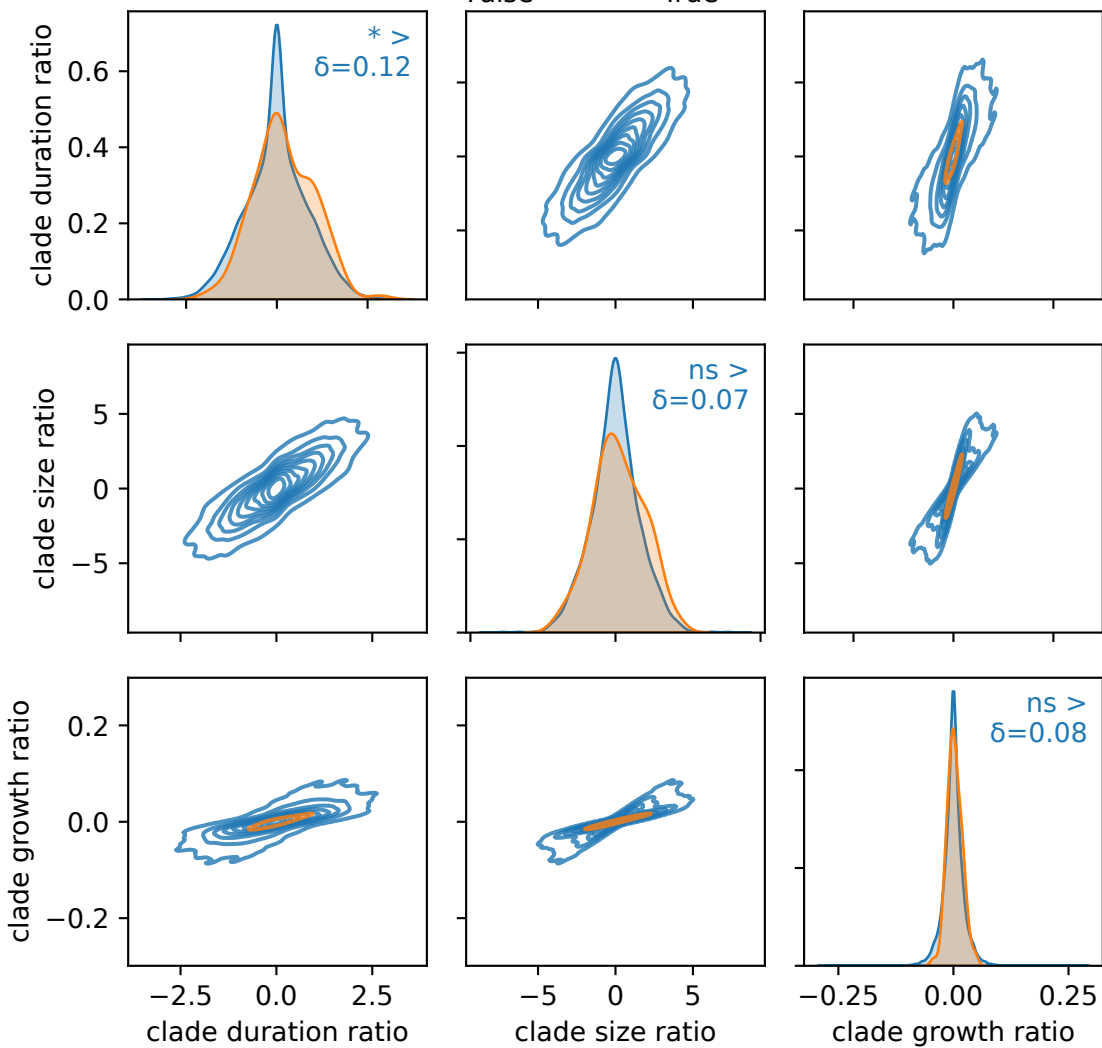 True
clade duration ratio
0.6
0.4
0.2
0.0
* >
δ=0.12
clade size ratio
5
0
−5
ns >
δ=0.07
clade growth ratio
0.2
0.0
−0.2
ns >
δ=0.08
−2.5 0.0 2.5
−5 0 5
−0.25 0.00 0.25
clade duration ratio
clade size ratio
clade growth ratio